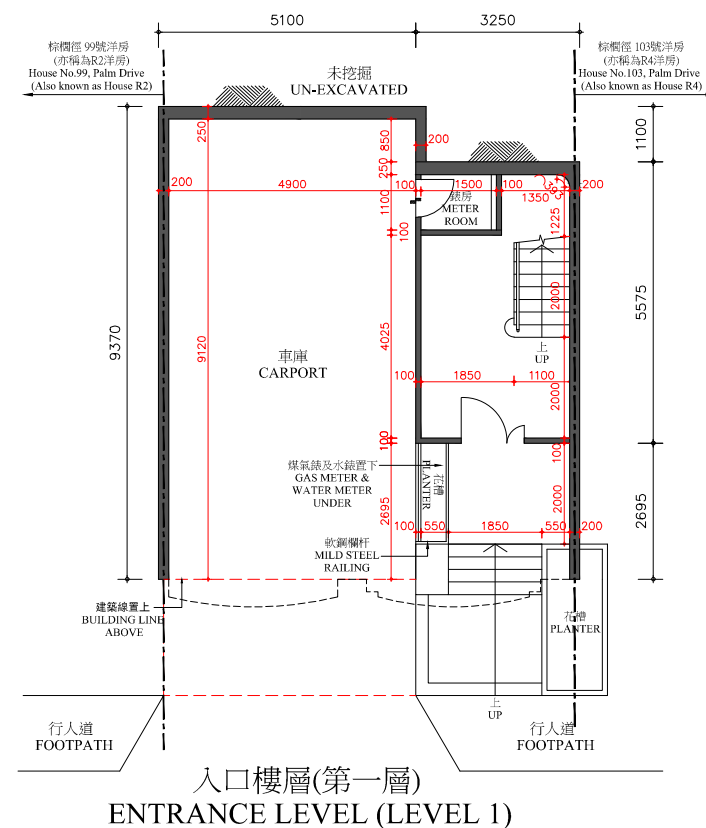 5100
3250
棕櫚徑 99號洋房
(亦稱為R2洋房)
House No.99, Palm Drive
(Also known as House R2)
未挖掘
UN-EXCAVATED
棕櫚徑 103號洋房
(亦稱為R4洋房)
House No.103, Palm Drive
(Also known as House R4)
250
850
200
1100
250
200
4900
100
1500
100
1350
200
1100
錶房
METER
ROOM
1225
100
9370
9120
4025
2000
5575
車庫
CARPORT
上
UP
100
1850
1100
2000
100
100
煤氣錶及水錶置下
GAS METER &
WATER METER
UNDER
花槽
PLANTER
2695
2000
2695
100
550
1850
550
200
軟鋼欄杆
MILD STEEL
RAILING
建築線置上
BUILDING LINE
ABOVE
花槽
PLANTER
上
UP
行人道
FOOTPATH
行人道
FOOTPATH
入口樓層(第一層)
ENTRANCE LEVEL (LEVEL 1)